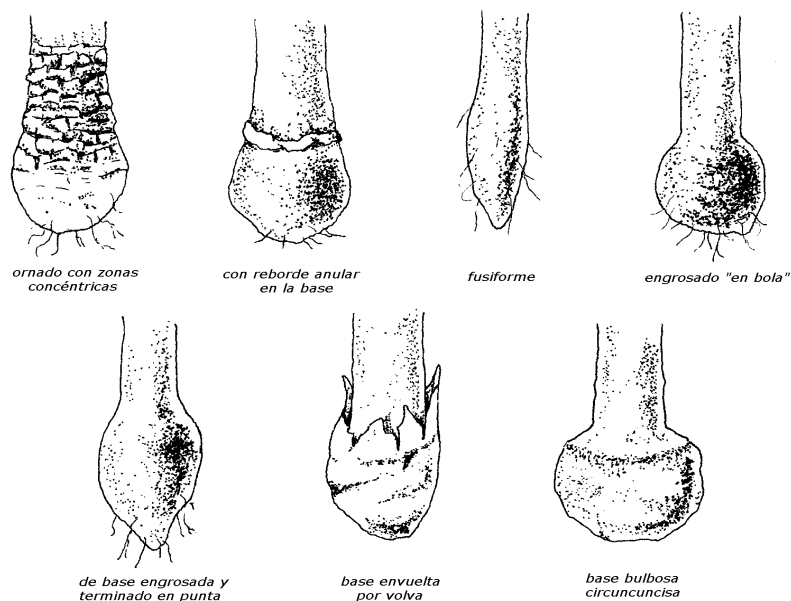 ornado con zonas
concéntricas
con reborde anular
en la base
fusiforme
engrosado "en bola"
de base engrosada y
terminado en punta
base envuelta
por volva
base bulbosa
circuncuncisa